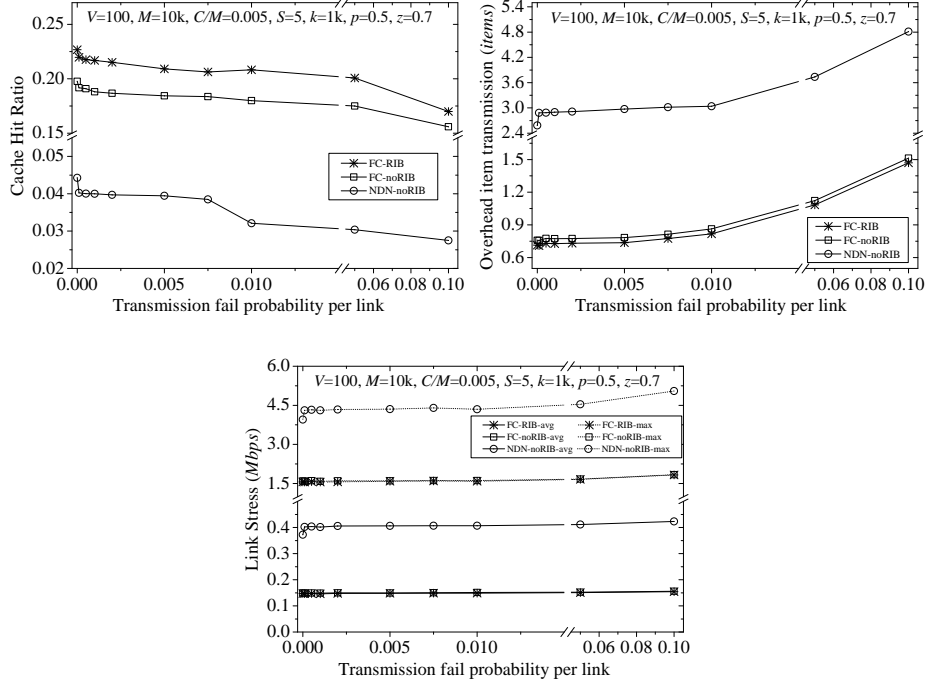 V=100, M=10k, C/M=0.005, S=5, k=1k, p=0.5, z=0.7
Cache Hit Ratio
0.25
0.20
0.15
0.05
0.04
0.03
0.02
FC-RIB
FC-noRIB
NDN-noRIB
0.000 0.005 0.010 0.06 0.08 0.10
Transmission fail probability per link
V=100, M=10k, C/M=0.005, S=5, k=1k, p=0.5, z=0.7
Overhead item transmission (items)
5.4
4.8
4.2
3.6
3.0
2.4
1.5
1.2
0.9
0.6
FC-RIB
FC-noRIB
NDN-noRIB
0.000 0.005 0.010 0.06 0.08 0.10
Transmission fail probability per link
V=100, M=10k, C/M=0.005, S=5, k=1k, p=0.5, z=0.7
Link Stress (Mbps)
6.0
4.5
3.0
1.5
0.4
0.3
0.2
0.1
0.0
FC-RIB-avg FC-RIB-max
FC-noRIB-avg FC-noRIB-max
NDN-noRIB-avg NDN-noRIB-max
0.000 0.005 0.010 0.06 0.08 0.10
Transmission fail probability per link